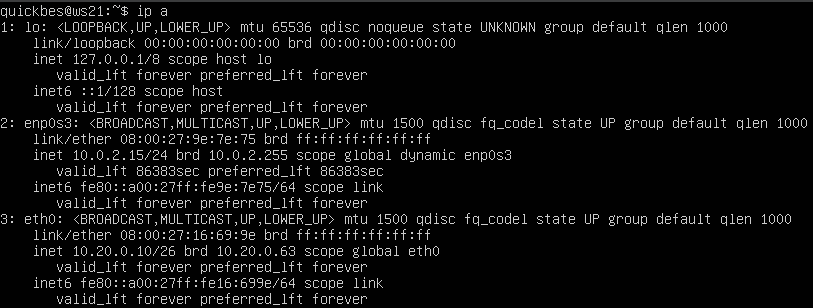 quickbes@ws21:~$ ip a
1: lo: <LOOPBACK,UP,LOWER_UP> mtu 65536 qdisc noqueue state UNKNOWN group default qlen 1000
    link/loopback 00:00:00:00:00:00 brd 00:00:00:00:00:00
    inet 127.0.0.1/8 scope host lo
       valid_lft forever preferred_lft forever
    inet6 ::1/128 scope host
       valid_lft forever preferred_lft forever
2: enp0s3: <BROADCAST,MULTICAST,UP,LOWER_UP> mtu 1500 qdisc fq_codel state UP group default qlen 1000
    link/ether 08:00:27:9e:7e:75 brd ff:ff:ff:ff:ff:ff
    inet 10.0.2.15/24 brd 10.0.2.255 scope global dynamic enp0s3
       valid_lft 86383sec preferred_lft 86383sec
    inet6 fe80::a00:27ff:fe9e:7e75/64 scope link
       valid_lft forever preferred_lft forever
3: eth0: <BROADCAST,MULTICAST,UP,LOWER_UP> mtu 1500 qdisc fq_codel state UP group default qlen 1000
    link/ether 08:00:27:16:69:9e brd ff:ff:ff:ff:ff:ff
    inet 10.20.0.10/26 brd 10.20.0.63 scope global eth0
       valid_lft forever preferred_lft forever
    inet6 fe80::a00:27ff:fe16:699e/64 scope link
       valid_lft forever preferred_lft forever